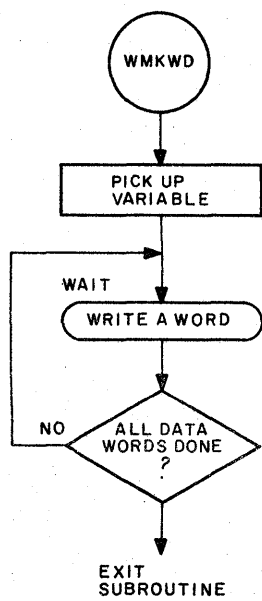 WMKWD
PICK UP
VARIABLE
WAIT
WRITE A WORD
NO
ALL DATA
WORDS DONE
?
EXIT
SUBROUTINE